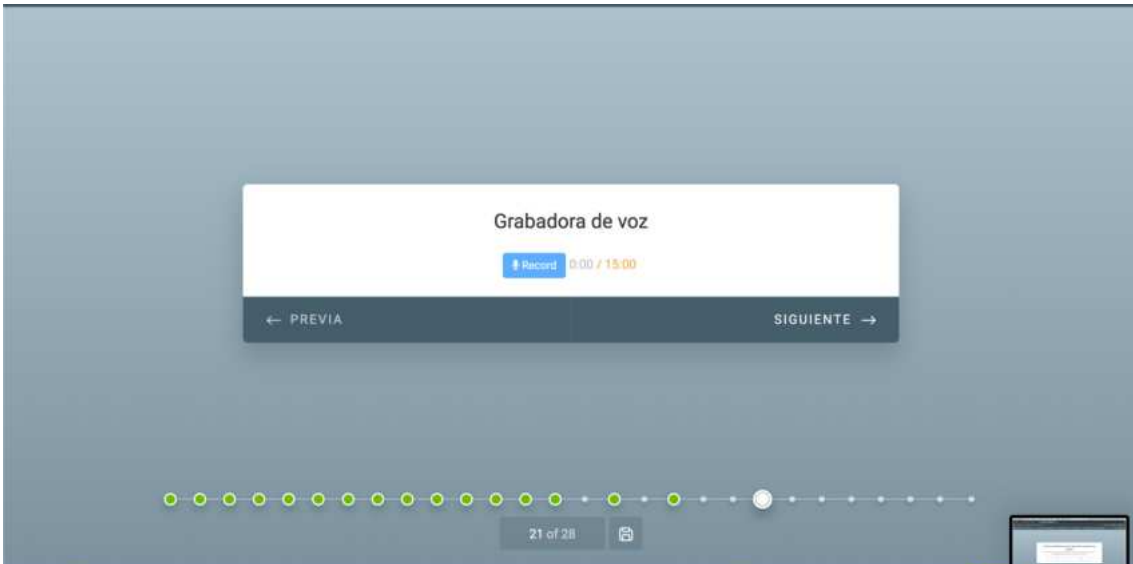 Grabadora de voz
Record 0:00 / 15:00
← PREVIA
SIGUIENTE →
21 of 28